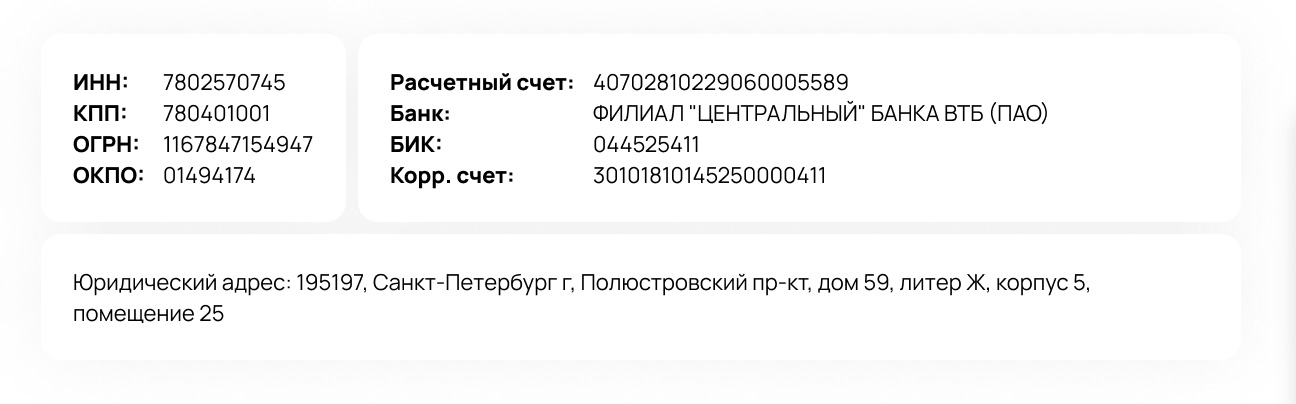 ИНН: 7802570745
КПП: 780401001
ОГРН: 1167847154947
ОКПО: 01494174
Расчетный счет: 40702810229060005589
Банк: ФИЛИАЛ "ЦЕНТРАЛЬНЫЙ" БАНКА ВТБ (ПАО)
БИК: 044525411
Корр. счет: 30101810145250000411
Юридический адрес: 195197, Санкт-Петербург г, Полюстровский пр-кт, дом 59, литер Ж, корпус 5,
помещение 25